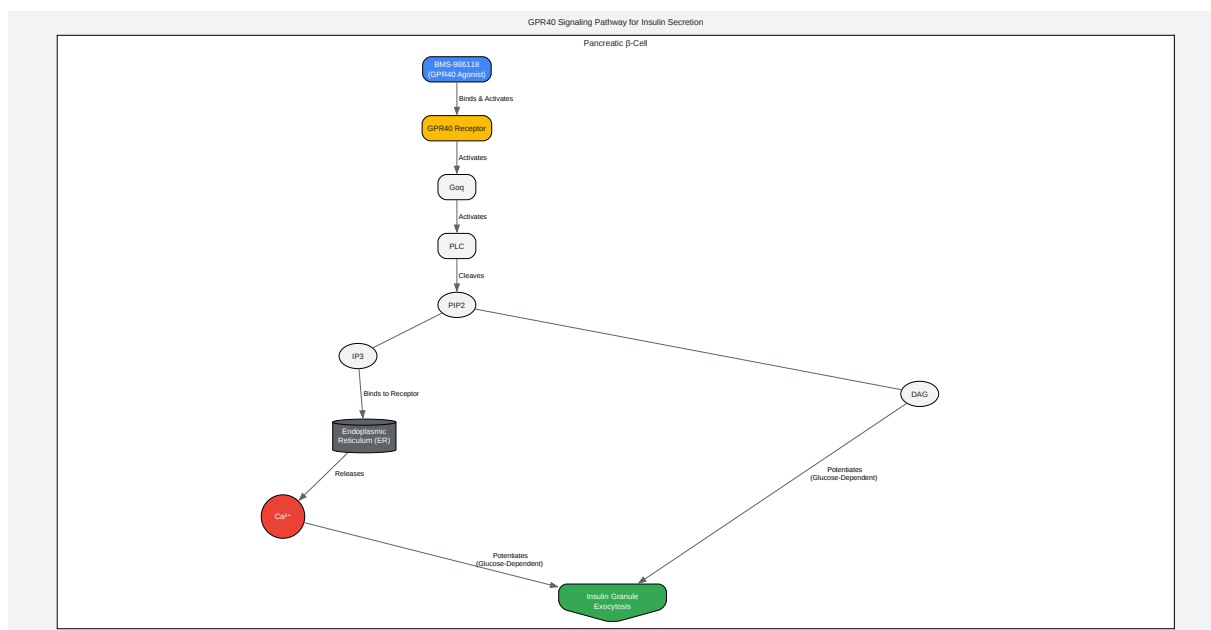 GPR40 Signaling Pathway for Insulin Secretion
Pancreatic β-Cell
BMS-986118
(GPR40 Agonist)
Binds & Activates
GPR40 Receptor
Activates
Gαq
Activates
PLC
Cleaves
PIP2
IP3
DAG
Binds to Receptor
Endoplasmic
Reticulum (ER)
Releases
Potentiates
(Glucose-Dependent)
Ca²⁺
Potentiates
(Glucose-Dependent)
Insulin Granule
Exocytosis